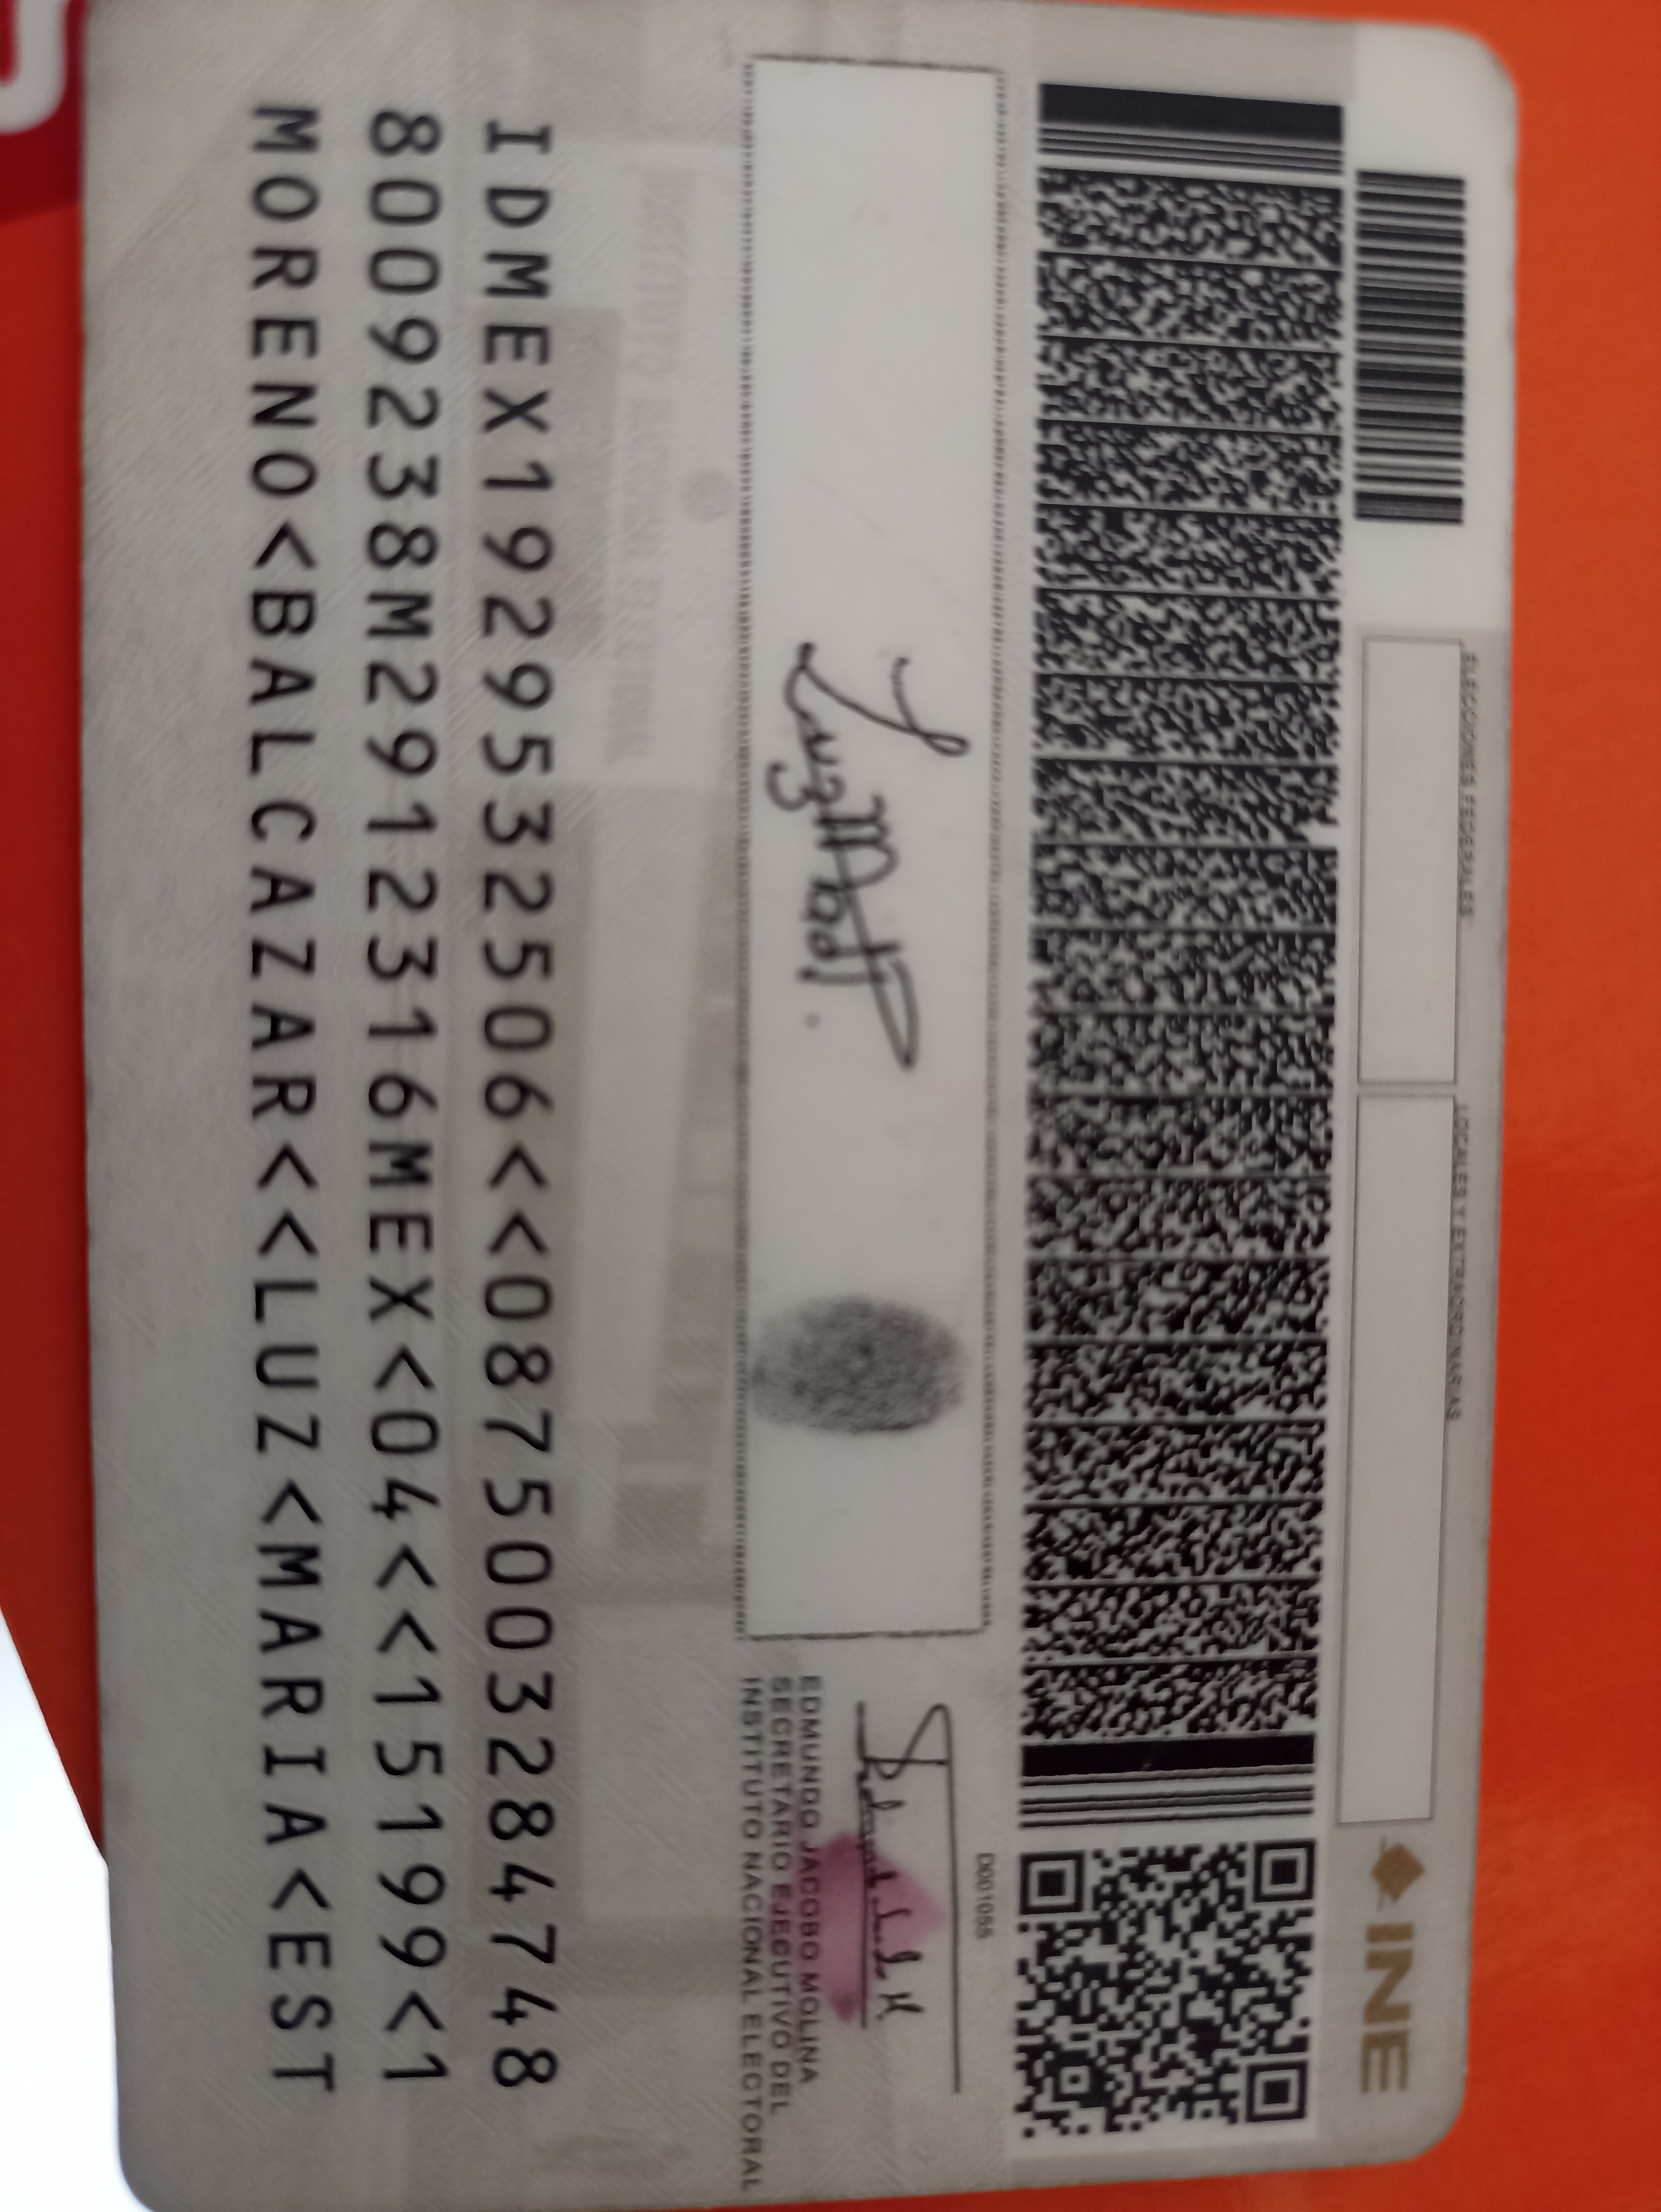 INE
ELECCIONES FEDERALES
LOCALES Y EXTRAORDINARIAS
D001055
EDMUNDO JACOBO MOLINA
SECRETARIO EJECUTIVO DEL
INSTITUTO NACIONAL ELECTORAL
IDMEX1929532506<<0875003284748
8009238M2912316MEX<04<<15199<1
MORENO<BALCAZAR<<LUZ<MARIA<EST